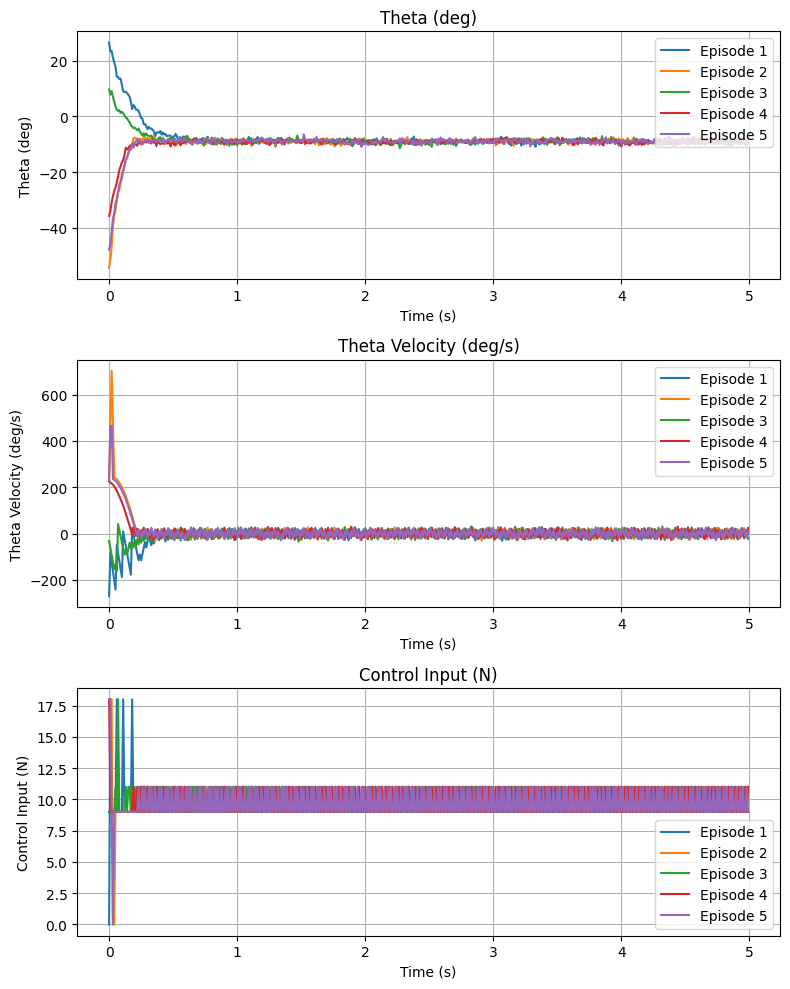 Theta (deg)
Theta (deg)
20
0
−20
−40
Episode 1
Episode 2
Episode 3
Episode 4
Episode 5
0
1
2
3
4
5
Time (s)
Theta Velocity (deg/s)
Theta Velocity (deg/s)
600
400
200
0
−200
Episode 1
Episode 2
Episode 3
Episode 4
Episode 5
0
1
2
3
4
5
Time (s)
Control Input (N)
Control Input (N)
17.5
15.0
12.5
10.0
7.5
5.0
2.5
0.0
Episode 1
Episode 2
Episode 3
Episode 4
Episode 5
0
1
2
3
4
5
Time (s)